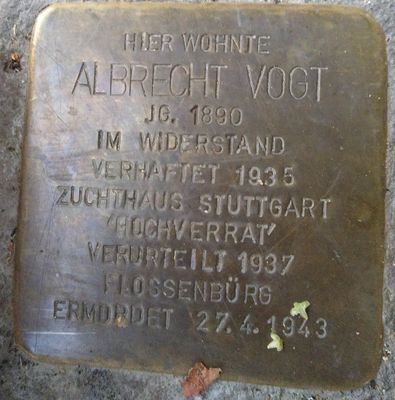 HIER WOHNTE
ALBRECHT VOGT
JG. 1890
IM WIDERSTAND
VERHAFTET 1935
ZUCHTHAUS STUTTGART
'HOCHVERRAT'
VERURTEILT 1937
FLOSSENBÜRG
ERMORDET 27.4.1943